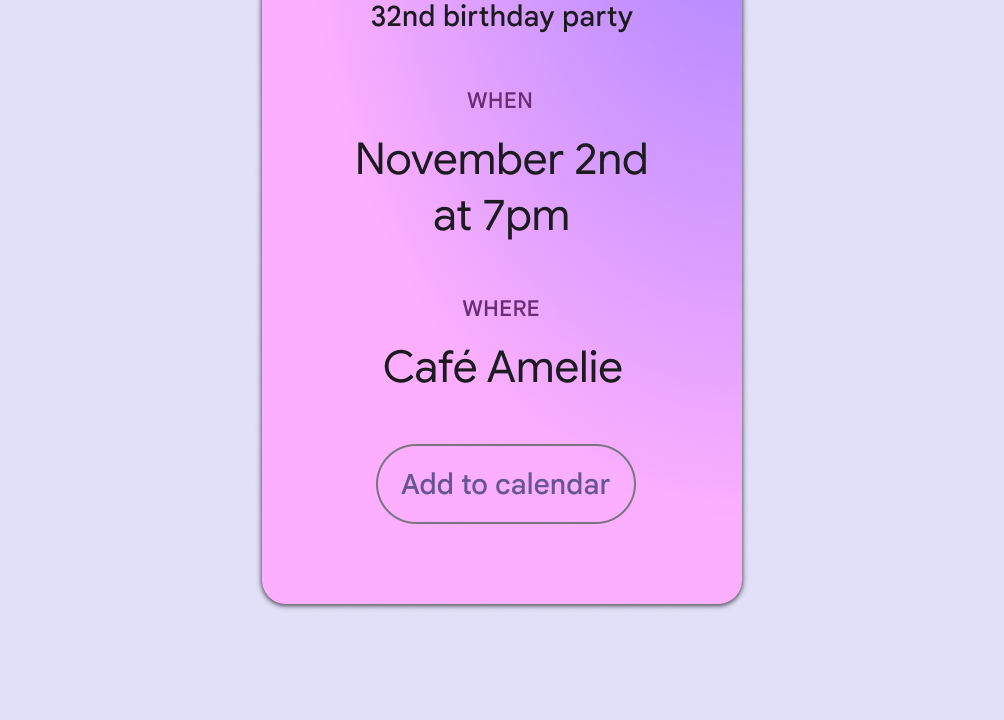 32nd birthday party
WHEN
November 2nd
at 7pm
WHERE
Café Amelie
Add to calendar